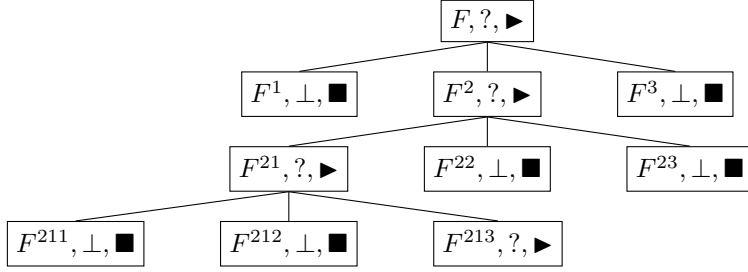 F, ?, ►
F¹, ⊥, ■ F², ?, ► F³, ⊥, ■
F²¹, ?, ► F²², ⊥, ■ F²³, ⊥, ■
F²¹¹, ⊥, ■ F²¹², ⊥, ■ F²¹³, ?, ►